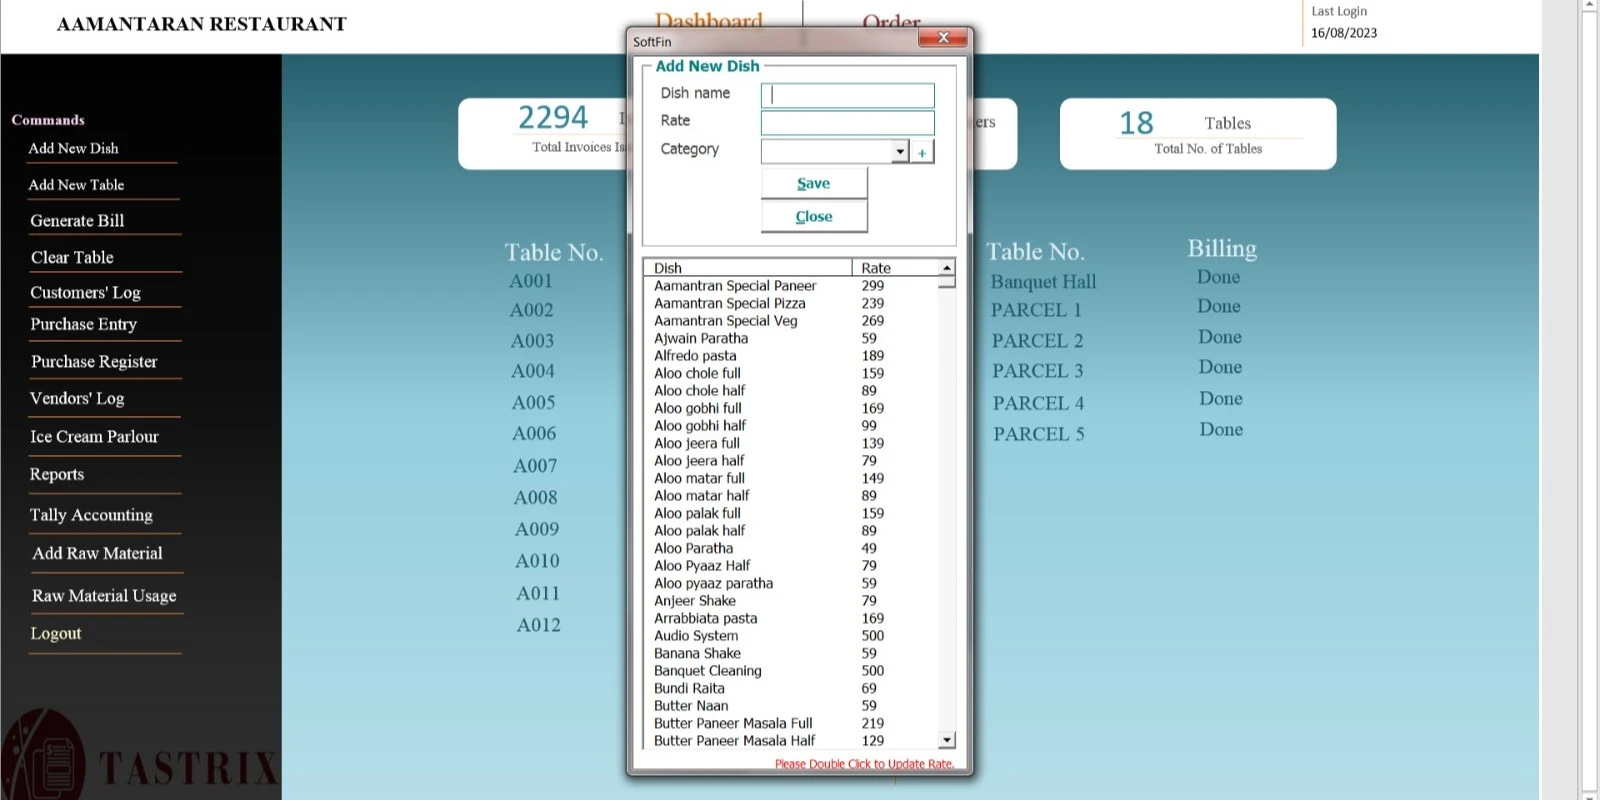 AAMANTARAN RESTAURANT
Dashboard
Order
Last Login
16/08/2023
Commands
Add New Dish
Add New Table
Generate Bill
Clear Table
Customers' Log
Purchase Entry
Purchase Register
Vendors' Log
Ice Cream Parlour
Reports
Tally Accounting
Add Raw Material
Raw Material Usage
Logout
TASTRIX
2294
Total Invoices Is
ers
18 Tables
Total No. of Tables
Table No.
A001
A002
A003
A004
A005
A006
A007
A008
A009
A010
A011
A012
SoftFin
Add New Dish
Dish name
Rate
Category
+
Save
Close
Dish Rate
Aamantran Special Paneer 299
Aamantran Special Pizza 239
Aamantran Special Veg 269
Ajwain Paratha 59
Alfredo pasta 189
Aloo chole full 159
Aloo chole half 89
Aloo gobhi full 169
Aloo gobhi half 99
Aloo jeera full 139
Aloo jeera half 79
Aloo matar full 149
Aloo matar half 89
Aloo palak full 159
Aloo palak half 89
Aloo Paratha 49
Aloo Pyaaz Half 79
Aloo pyaaz paratha 59
Anjeer Shake 79
Arrabbiata pasta 169
Audio System 500
Banana Shake 59
Banquet Cleaning 500
Bundi Raita 69
Butter Naan 59
Butter Paneer Masala Full 219
Butter Paneer Masala Half 129
Please Double Click to Update Rate.
Table No. Billing
Banquet Hall Done
PARCEL 1 Done
PARCEL 2 Done
PARCEL 3 Done
PARCEL 4 Done
PARCEL 5 Done